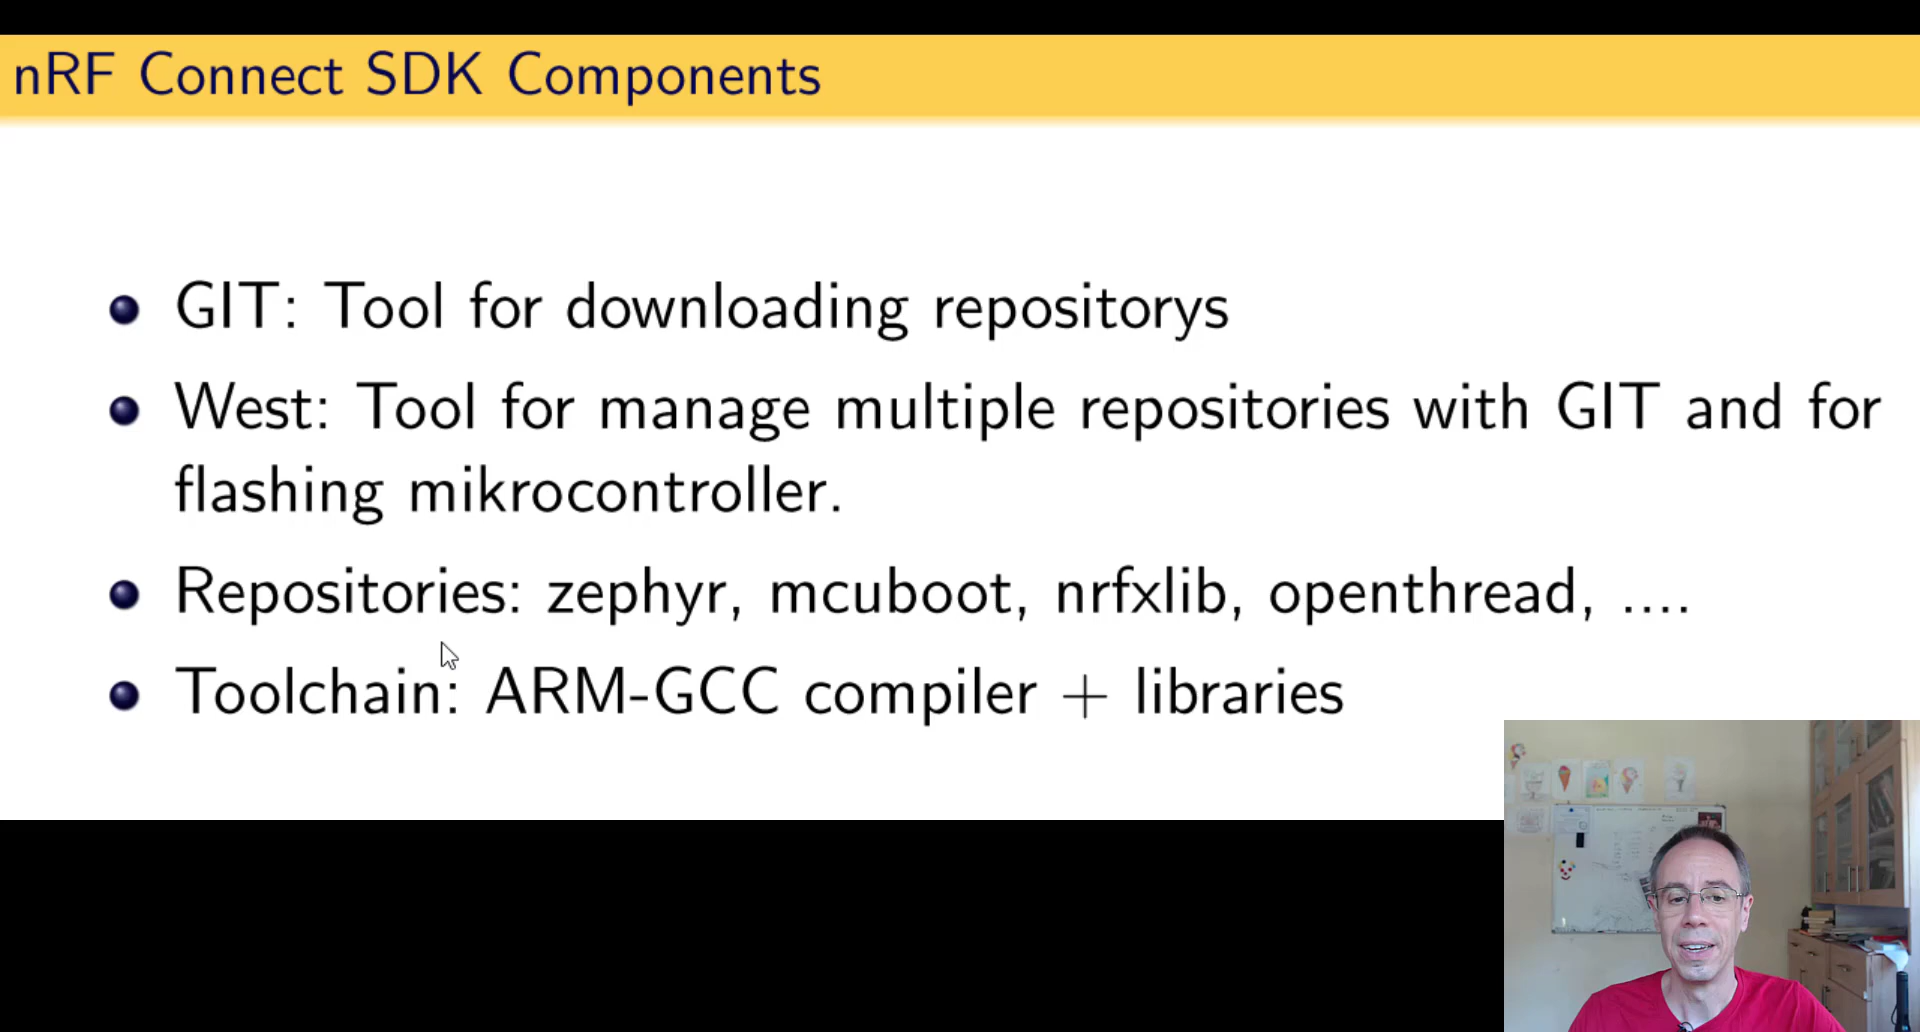 nRF Connect SDK Components
GIT: Tool for downloading repositorys
West: Tool for manage multiple repositories with GIT and for
flashing mikrocontroller.
Repositories: zephyr, mcuboot, nrfxlib, openthread, ....
Toolchain: ARM-GCC compiler + libraries